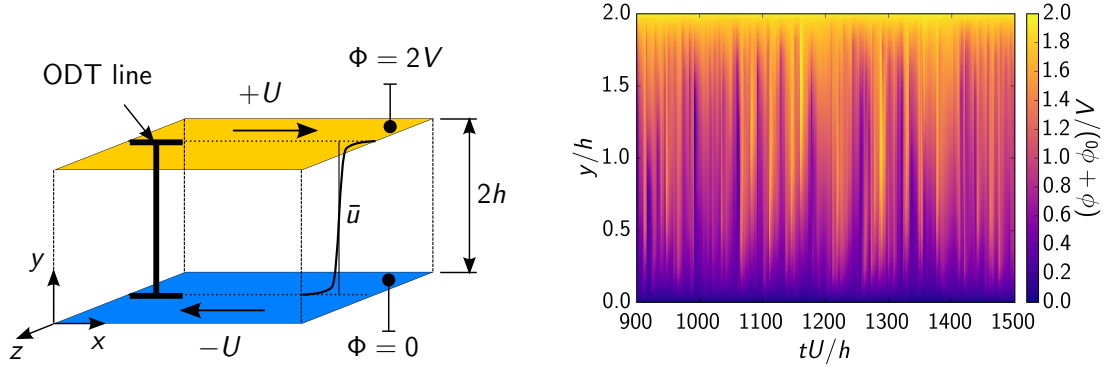 ODT line
+U
Φ = 2V
2h
ū
y
x
z
−U
Φ = 0
2.0
1.5
1.0
0.5
0.0
y/h
900 1000 1100 1200 1300 1400 1500
tU/h
2.0
1.8
1.6
1.4
1.2
1.0
0.8
0.6
0.4
0.2
0.0
(ϕ + ϕ₀)/V